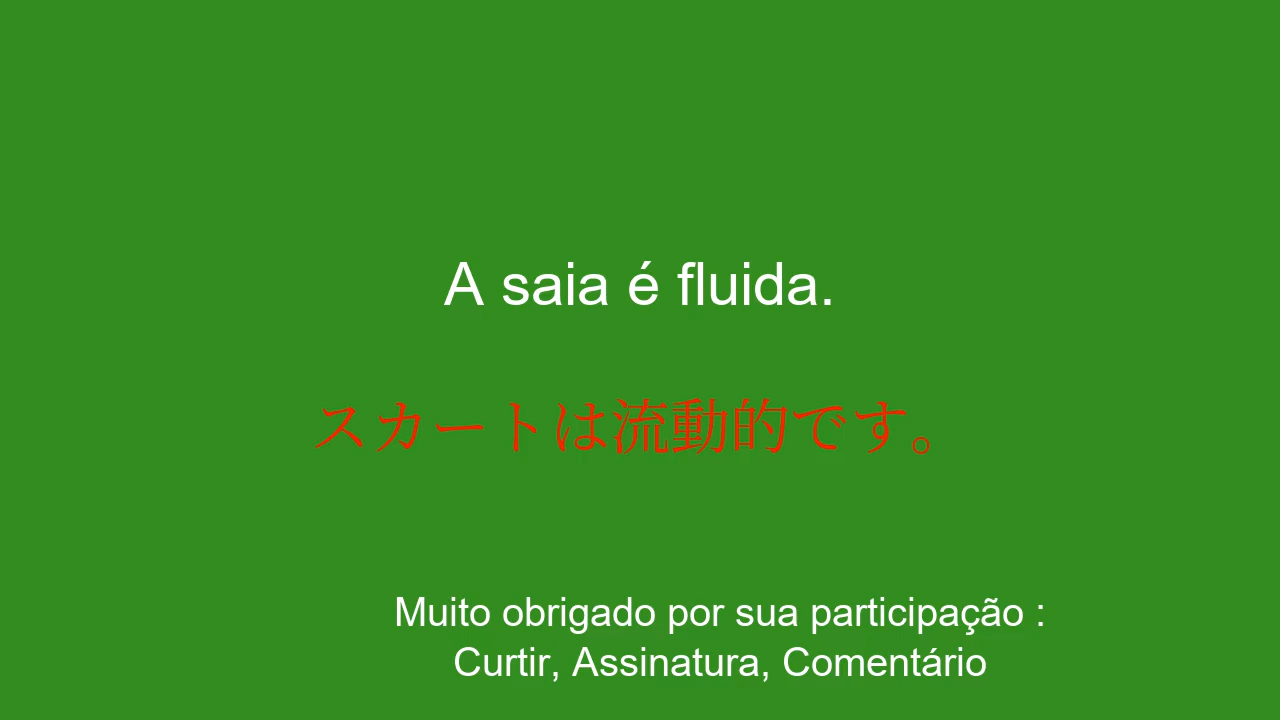 A saia é fluida.
スカートは流動的です。
Muito obrigado por sua participação :
Curtir, Assinatura, Comentário